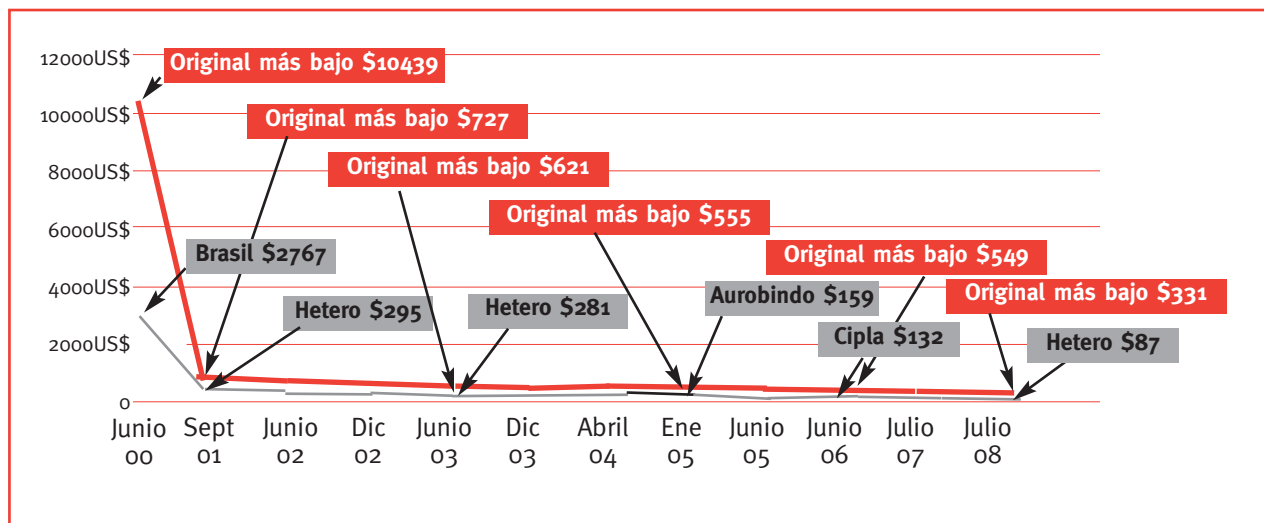 12000US$
Original más bajo $10439
10000US$
Original más bajo $727
8000US$
Original más bajo $621
6000US$
Original más bajo $555
Brasil $2767
Original más bajo $549
4000US$
Hetero $295
Hetero $281
Aurobindo $159
Original más bajo $331
2000US$
Cipla $132
Hetero $87
0
Junio 00
Sept 01
Junio 02
Dic 02
Junio 03
Dic 03
Abril 04
Ene 05
Junio 05
Junio 06
Julio 07
Julio 08